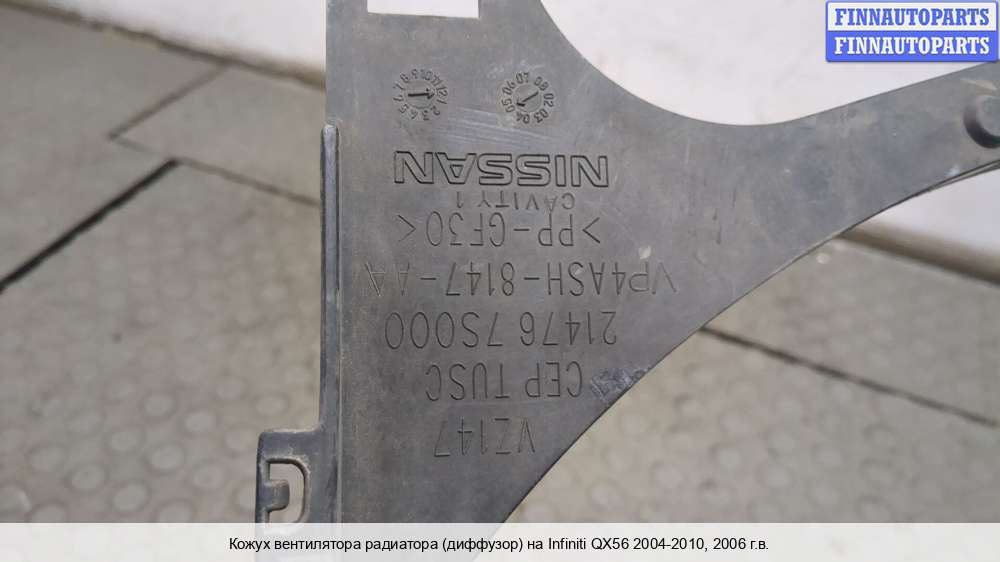 FINNAUTOPARTS
FINNAUTOPARTS
VZ147
CEP TUSC
21476 7S000
VP4ASH-8147-AA
>PP-GF30<
CAVITY 1
NISSAN
Кожух вентилятора радиатора (диффузор) на Infiniti QX56 2004-2010, 2006 г.в.